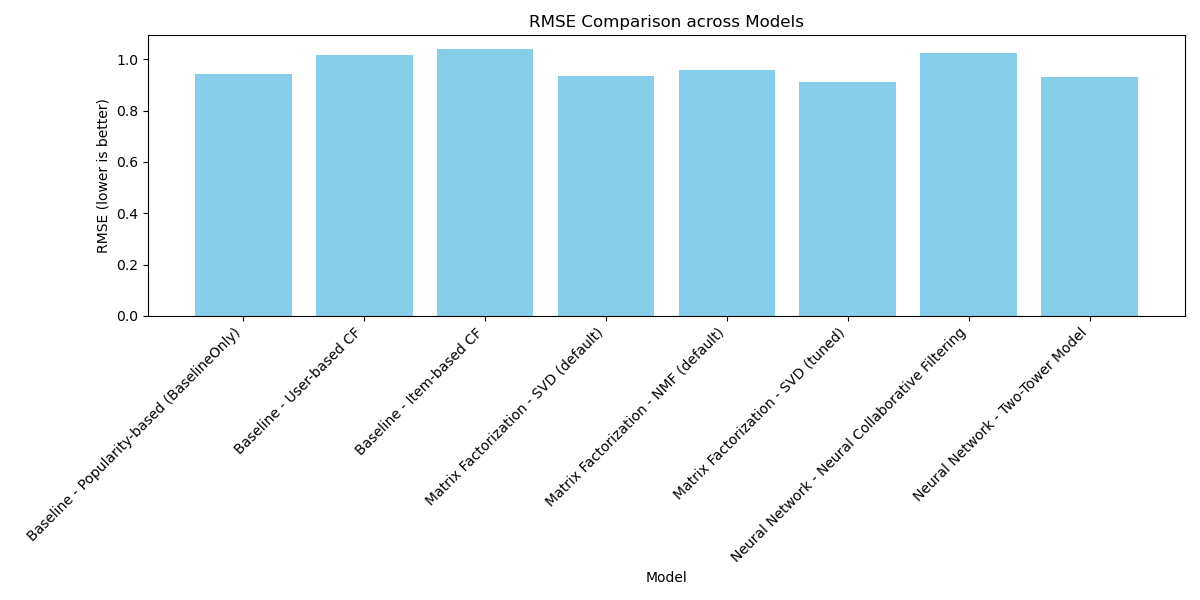 RMSE Comparison across Models
RMSE (lower is better)
1.0
0.8
0.6
0.4
0.2
0.0
Baseline - Popularity-based (BaselineOnly)
Baseline - User-based CF
Baseline - Item-based CF
Matrix Factorization - SVD (default)
Matrix Factorization - NMF (default)
Matrix Factorization - SVD (tuned)
Neural Network - Neural Collaborative Filtering
Neural Network - Two-Tower Model
Model